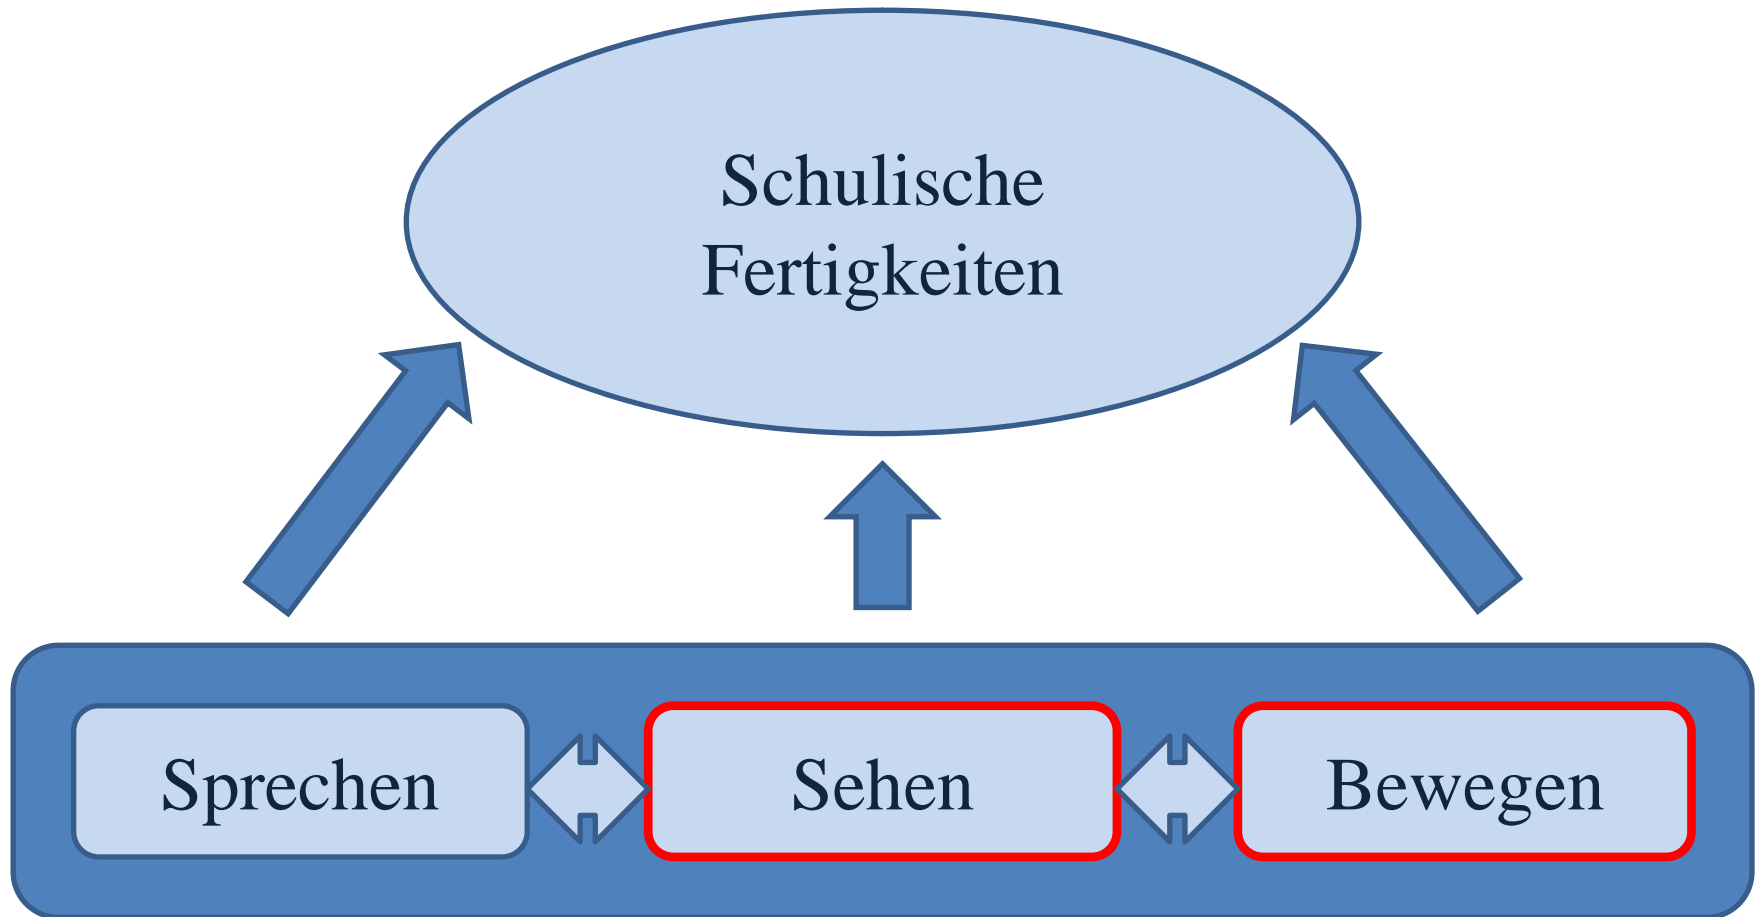 Schulische
Fertigkeiten
Sprechen
Sehen
Bewegen